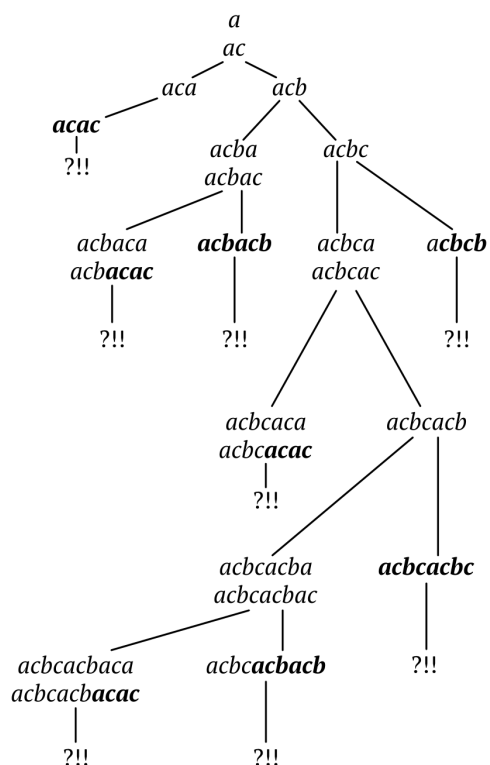 a
ac
aca acb
acac
?!!
acba acbc
acbac
acbaca acbacb acbca acbcb
acbacac acbcac
?!! ?!! ?!!
acbcaca acbcacb
acbcacac
?!!
acbcacba acbcacbc
acbcacbac
acbcacbaca acbcacbacb ?!!
acbcacbacac
?!! ?!!